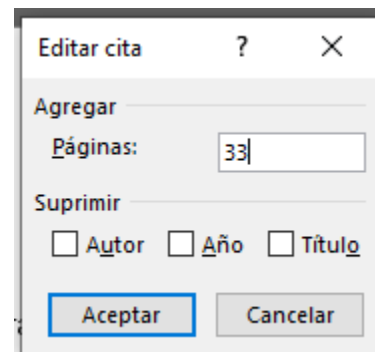 Editar cita ? ×
Agregar
Páginas: 33
Suprimir
Autor Año Título
Aceptar Cancelar